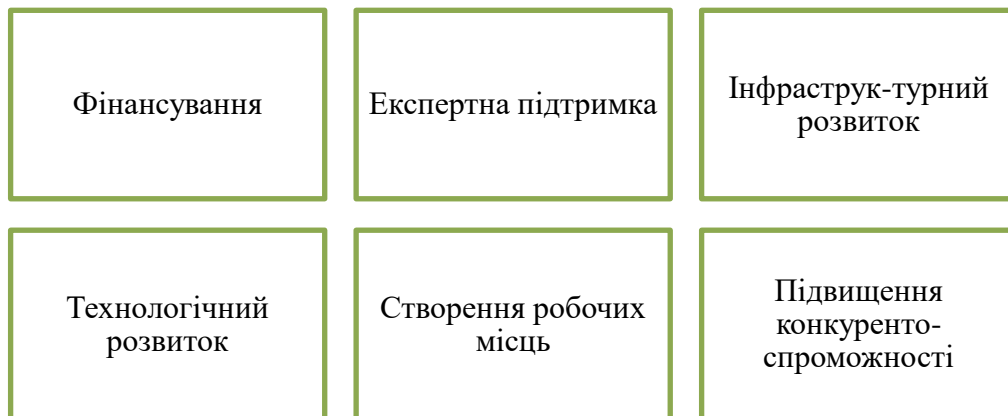 Фінансування
Експертна підтримка
Інфраструк-турний
розвиток
Технологічний
розвиток
Створення робочих
місць
Підвищення
конкуренто-
спроможності